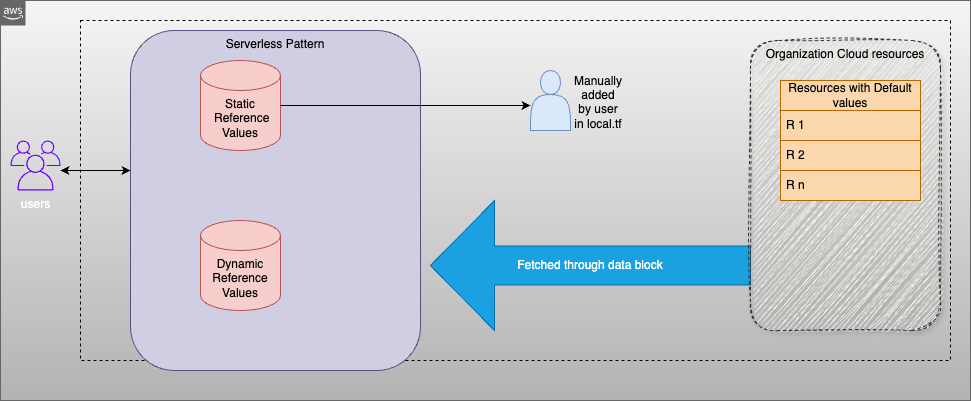 aws
Serverless Pattern
Static
Reference
Values
Manually
added
by user
in local.tf
Organization Cloud resources
Resources with Default
values
R 1
R 2
R n
users
Dynamic
Reference
Values
Fetched through data block